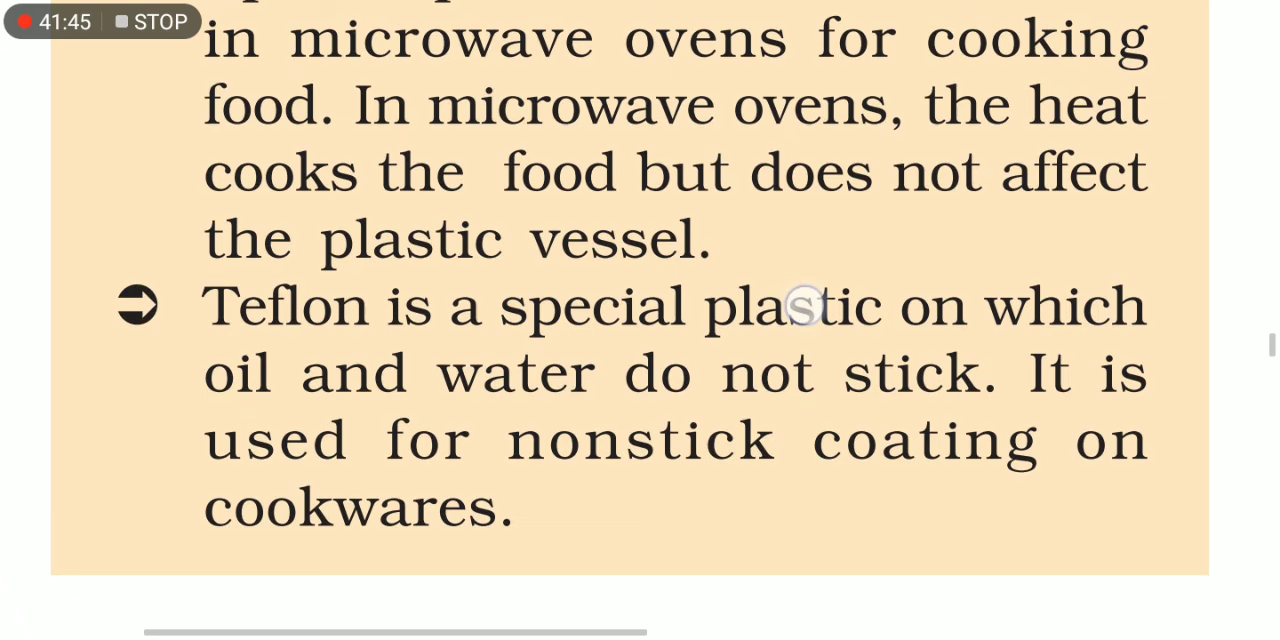 41:45 STOP
in microwave ovens for cooking
food. In microwave ovens, the heat
cooks the food but does not affect
the plastic vessel.
Teflon is a special plastic on which
oil and water do not stick. It is
used for nonstick coating on
cookwares.